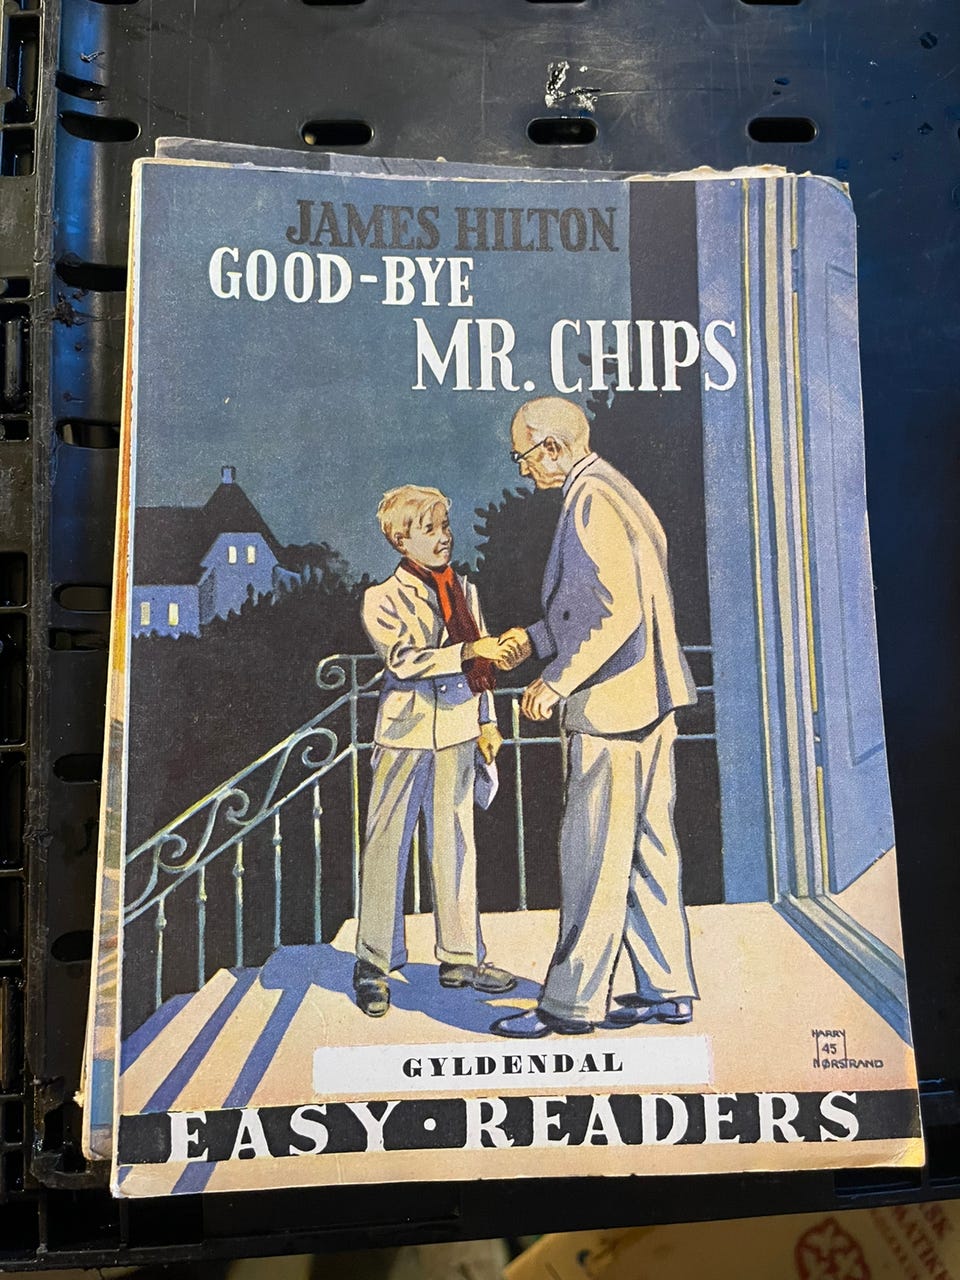 JAMES HILTON
GOOD-BYE
MR. CHIPS
HARRY
45
NØRSTRAND
GYLDENDAL
EASY · READERS